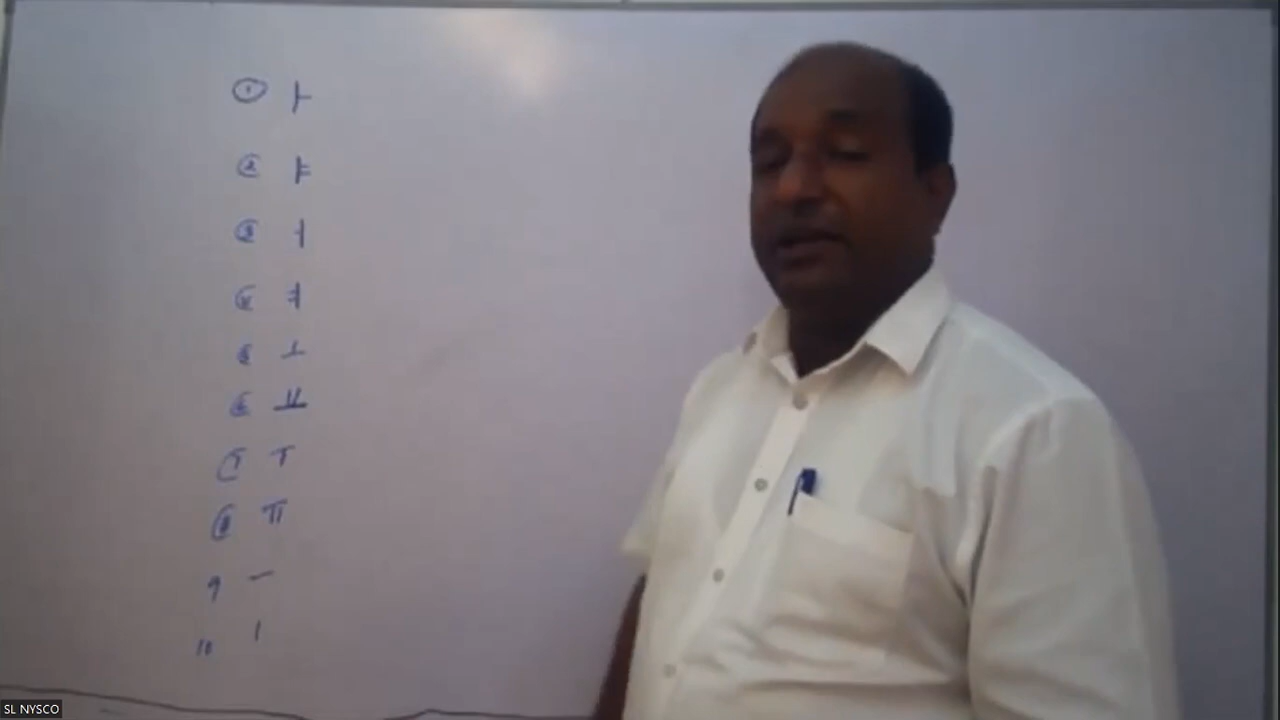 ① ㅏ
② ㅑ
③ ㅓ
④ ㅕ
⑤ ㅗ
⑥ ㅛ
⑦ ㅜ
⑧ ㅠ
9 ㅡ
10 ㅣ
SL NYSCO